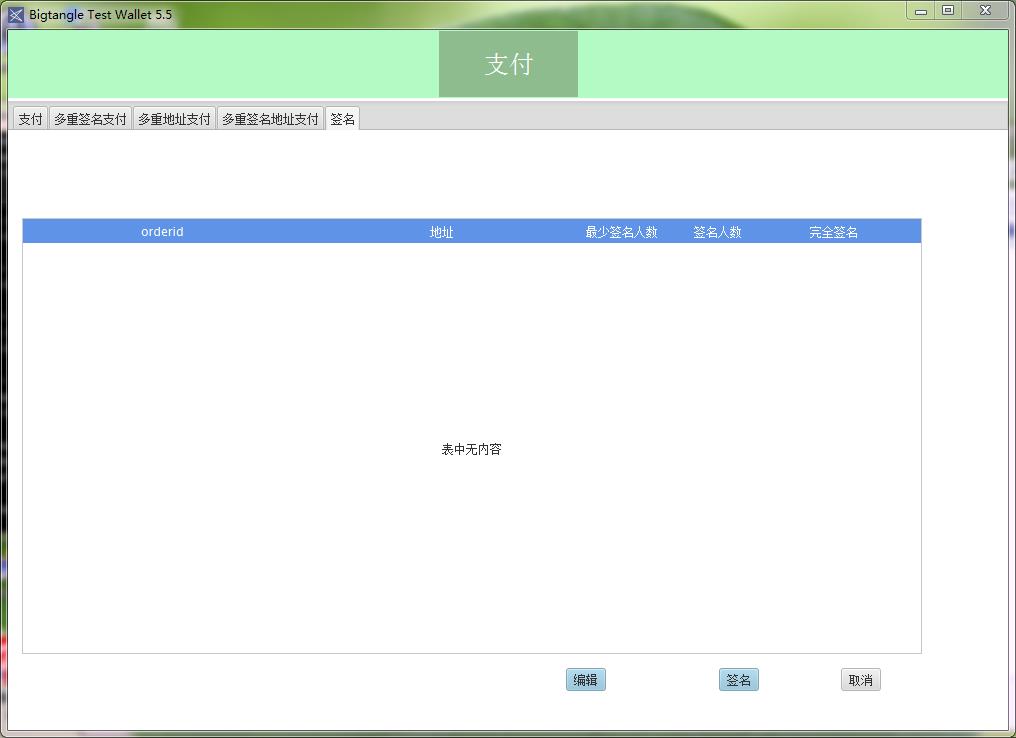 Bigtangle Test Wallet 5.5
支付
支付 多重签名支付 多重地址支付 多重签名地址支付 签名
orderid 地址 最少签名人数 签名人数 完全签名
表中无内容
编辑 签名 取消